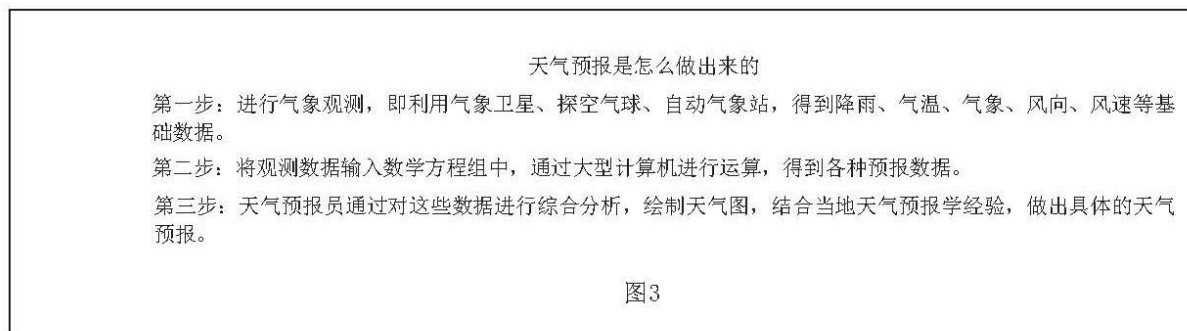 天气预报是怎么做出来的
第一步：进行气象观测，即利用气象卫星、探空气球、自动气象站，得到降雨、气温、气象、风向、风速等基
础数据。
第二步：将观测数据输入数学方程组中，通过大型计算机进行运算，得到各种预报数据。
第三步：天气预报员通过对这些数据进行综合分析，绘制天气图，结合当地天气预报学经验，做出具体的天气
预报。
图3